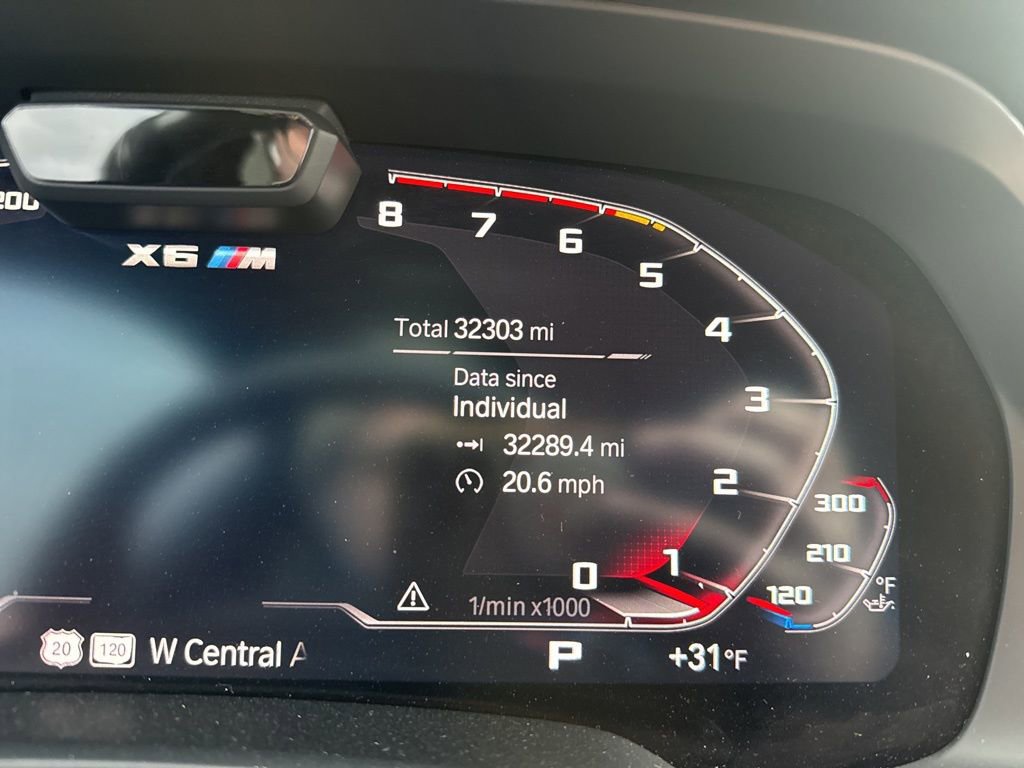 200
X6 M
8
7
6
5
4
3
2
1
0
Total 32303 mi
Data since
Individual
32289.4 mi
20.6 mph
1/min x1000
300
210
120
°F
20 120 W Central A
P
+31°F